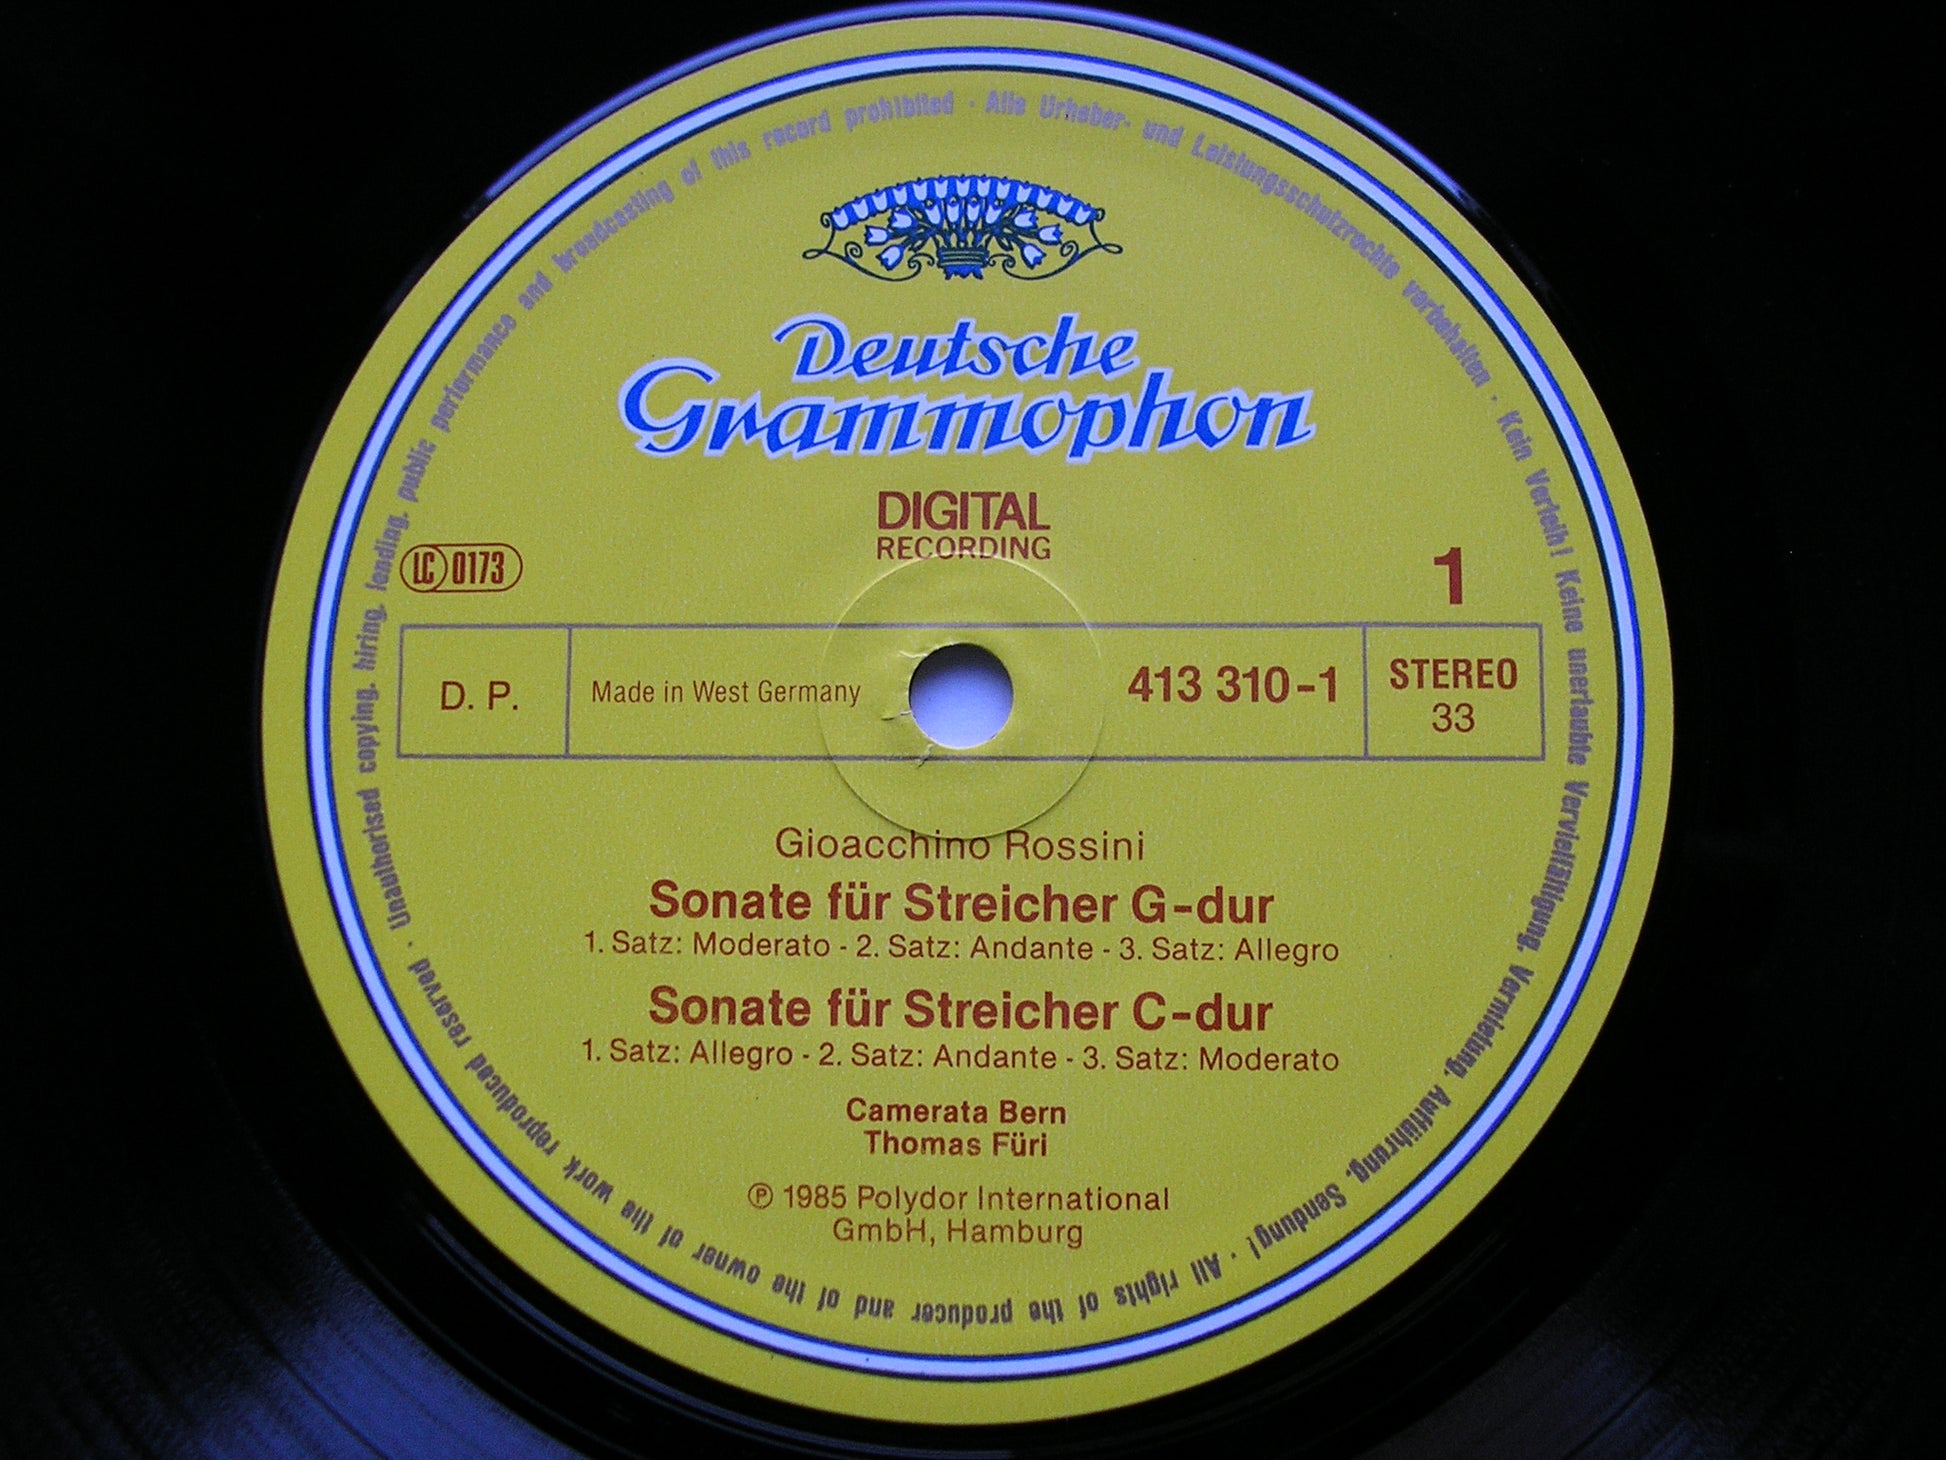 Deutsche
Grammophon
DIGITAL
RECORDING
LC 0173
1
D. P.
Made in West Germany
413 310-1
STEREO
33
Gioacchino Rossini
Sonate für Streicher G-dur
1. Satz: Moderato - 2. Satz: Andante - 3. Satz: Allegro
Sonate für Streicher C-dur
1. Satz: Allegro - 2. Satz: Andante - 3. Satz: Moderato
Camerata Bern
Thomas Füri
℗ 1985 Polydor International
GmbH, Hamburg
Alle Urheber- und Leistungsschutzrechte vorbehalten · Kein Verleih! Keine unerlaubte Vervielfältigung, Vermietung, Aufführung, Sendung! · All rights of the producer and of the owner of the work reproduced reserved · Unauthorised copying, hiring, lending, public performance and broadcasting of this record prohibited ·